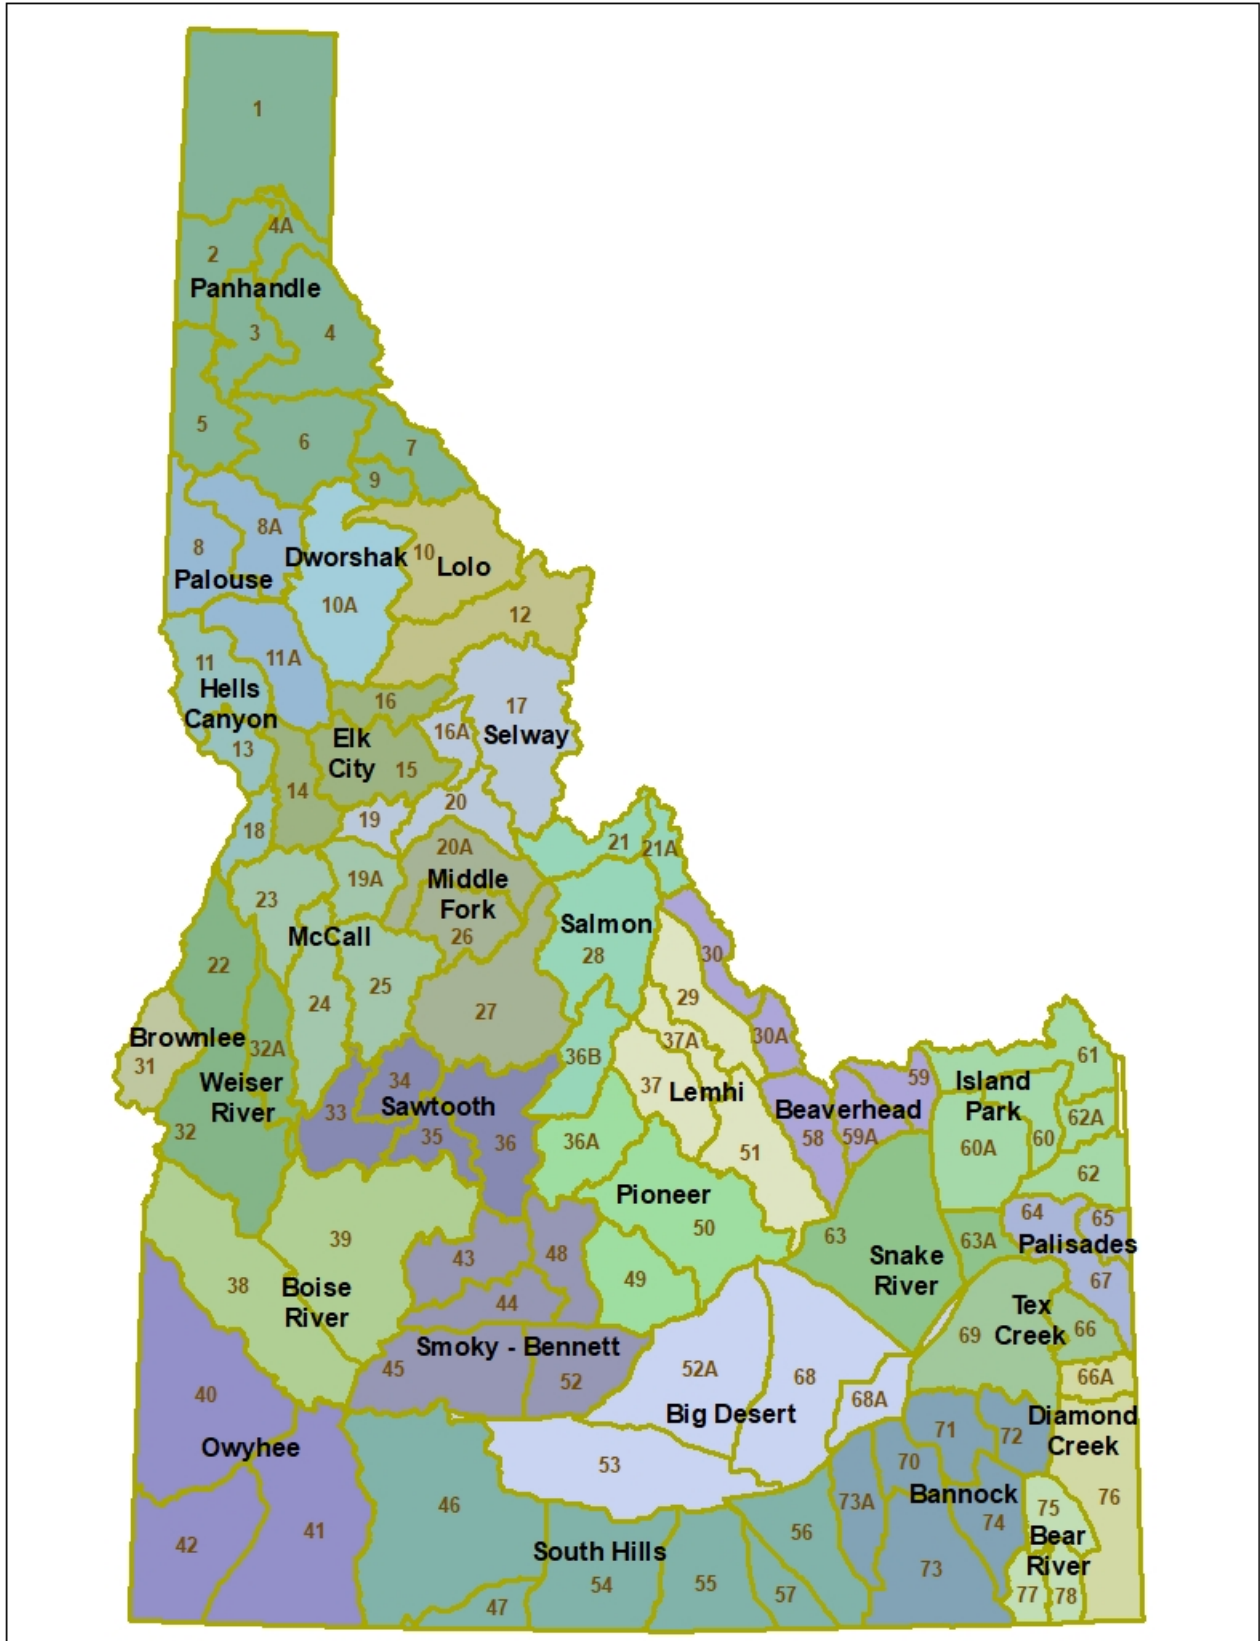 1
4A
2
Panhandle
3
4
5
6
7
9
8A
8
10
Dworshak
Lolo
Palouse
10A
12
11
11A
Hells
Canyon
16
17
16A
Selway
13
Elk
City
15
14
20
19
18
21
20A
21A
19A
Middle
Fork
23
Salmon
26
McCall
28
30
22
25
29
24
27
30A
Brownlee
37A
32A
36B
31
61
59
Island
Park
34
Weiser
River
37
Lemhi
33
Sawtooth
Beaverhead
62A
32
35
36
36A
58
59A
60
60A
51
62
Pioneer
64
65
50
39
63
63A
Palisades
43
48
Snake
River
49
67
38
Boise
River
44
Tex
Creek
66
69
Smoky - Bennett
45
52
52A
68
66A
40
68A
Big Desert
Diamond
Creek
71
72
Owyhee
53
70
46
73A
Bannock
76
75
74
41
56
42
Bear
River
South Hills
54
55
73
57
77
78
47